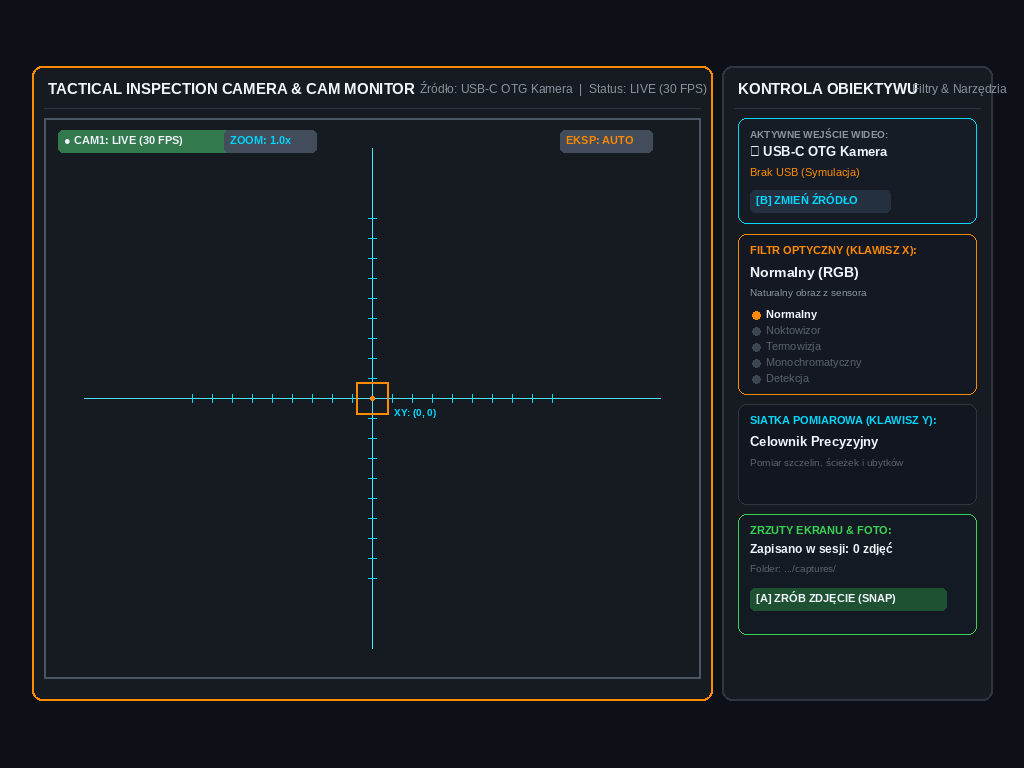 TACTICAL INSPECTION CAMERA & CAM MONITOR Źródło: USB-C OTG Kamera | Status: LIVE (30 FPS)
● CAM1: LIVE (30 FPS)
ZOOM: 1.0x
EKSP: AUTO
XY: (0, 0)
KONTROLA OBIEKTYWU Filtry & Narzędzia
AKTYWNE WEJŚCIE WIDEO:
USB-C OTG Kamera
Brak USB (Symulacja)
[B] ZMIEŃ ŹRÓDŁO
FILTR OPTYCZNY (KLAWISZ X):
Normalny (RGB)
Naturalny obraz z sensora
Normalny
Noktowizor
Termowizja
Monochromatyczny
Detekcja
SIATKA POMIAROWA (KLAWISZ Y):
Celownik Precyzyjny
Pomiar szczelin, ścieżek i ubytków
ZRZUTY EKRANU & FOTO:
Zapisano w sesji: 0 zdjęć
Folder: .../captures/
[A] ZRÓB ZDJĘCIE (SNAP)